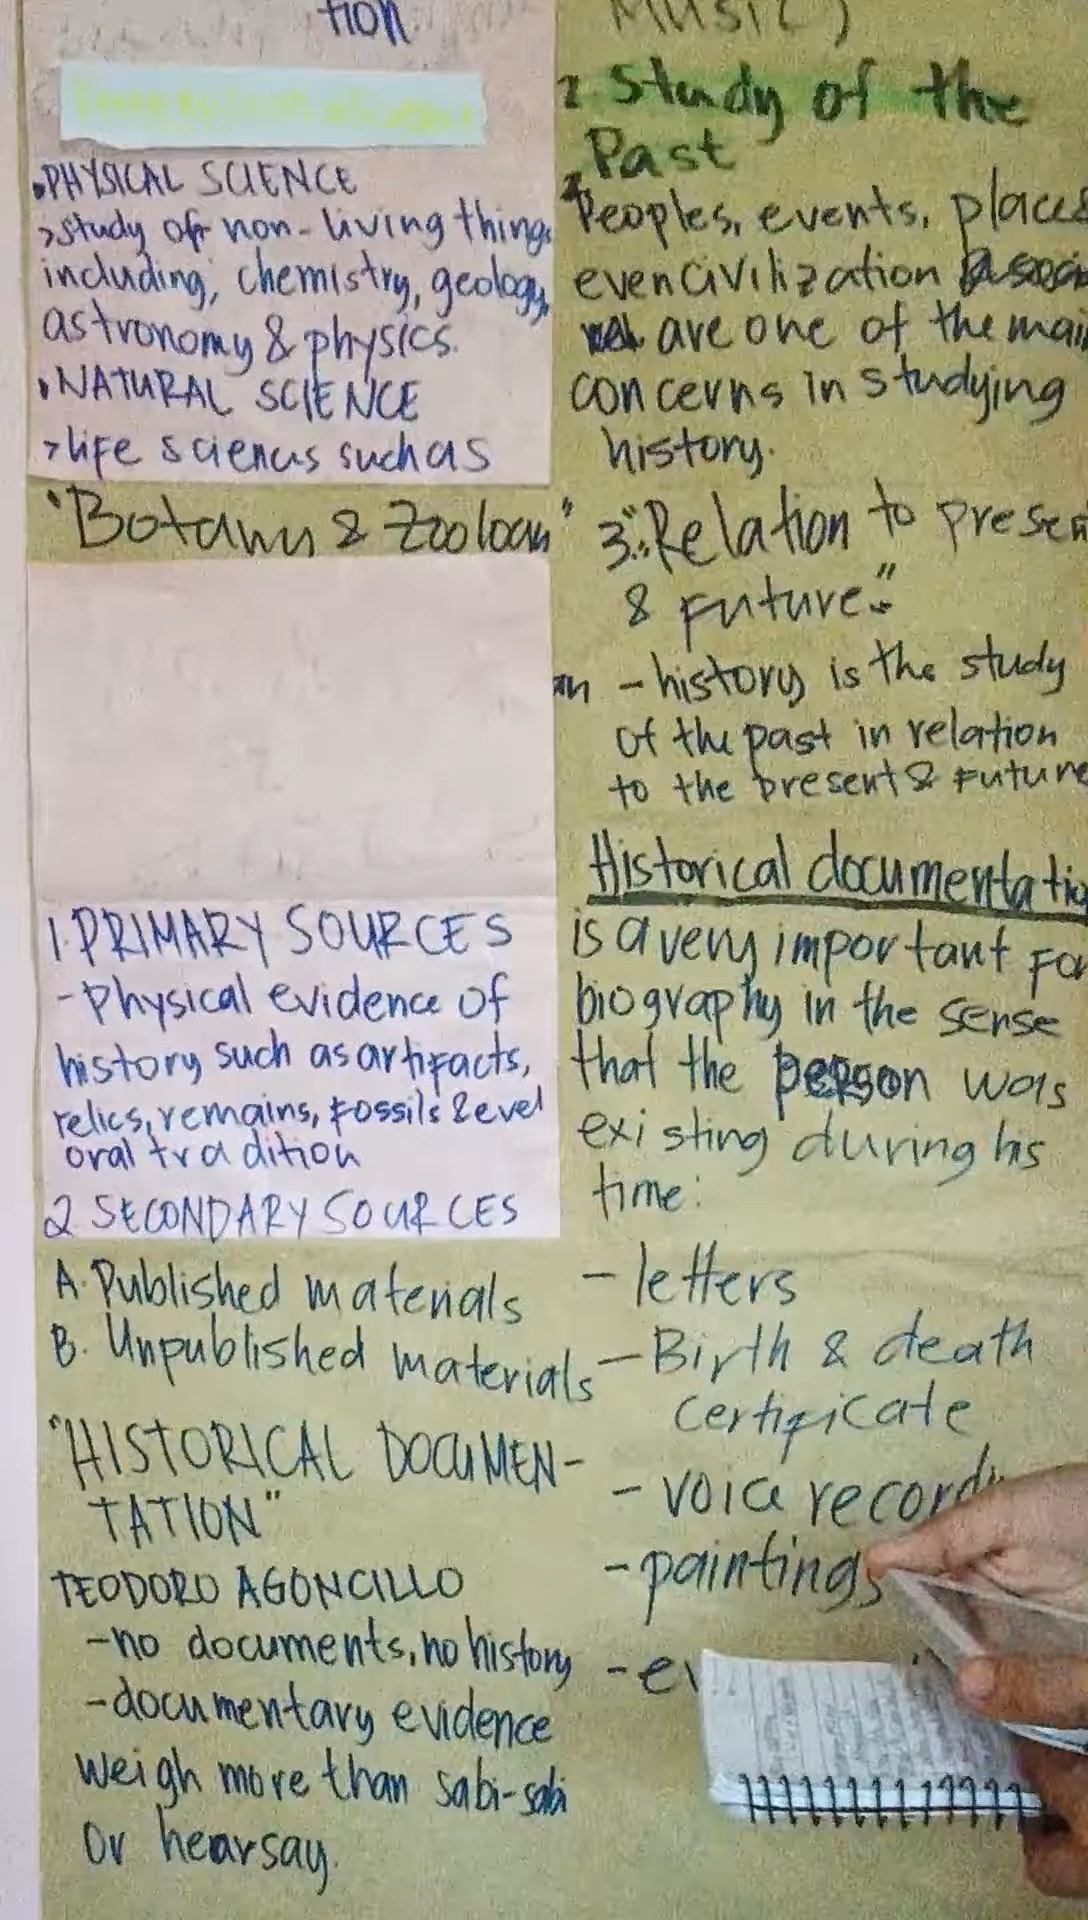 tion
• PHYSICAL SCIENCE
> study of non-living things
including; chemistry, geology,
astronomy & physics.
• NATURAL SCIENCE
> life sciences such as
"Botany & Zoology"
1. PRIMARY SOURCES
- Physical evidence of
history such as artifacts,
relics, remains, fossils &
oral tradition
2 SECONDARY SOURCES
A. Published materials
B. Unpublished materials
"HISTORICAL DOCUMEN-
TATION"
TEODORO AGONCILLO
- no documents, no history
- documentary evidence
weigh more than sabi-sabi
or hearsay.
MUSIC)
2. Study of the
Past
Peoples, events, places
even civilization
are one of the main
concerns in studying
history.
3. "Relation to present
& Future."
- history is the study
of the past in relation
to the present & Future
Historical documentatio
is a very important For
biography in the sense
that the person was
existing during his
time:
- letters
- Birth & death
certificate
- voice record
- paintings